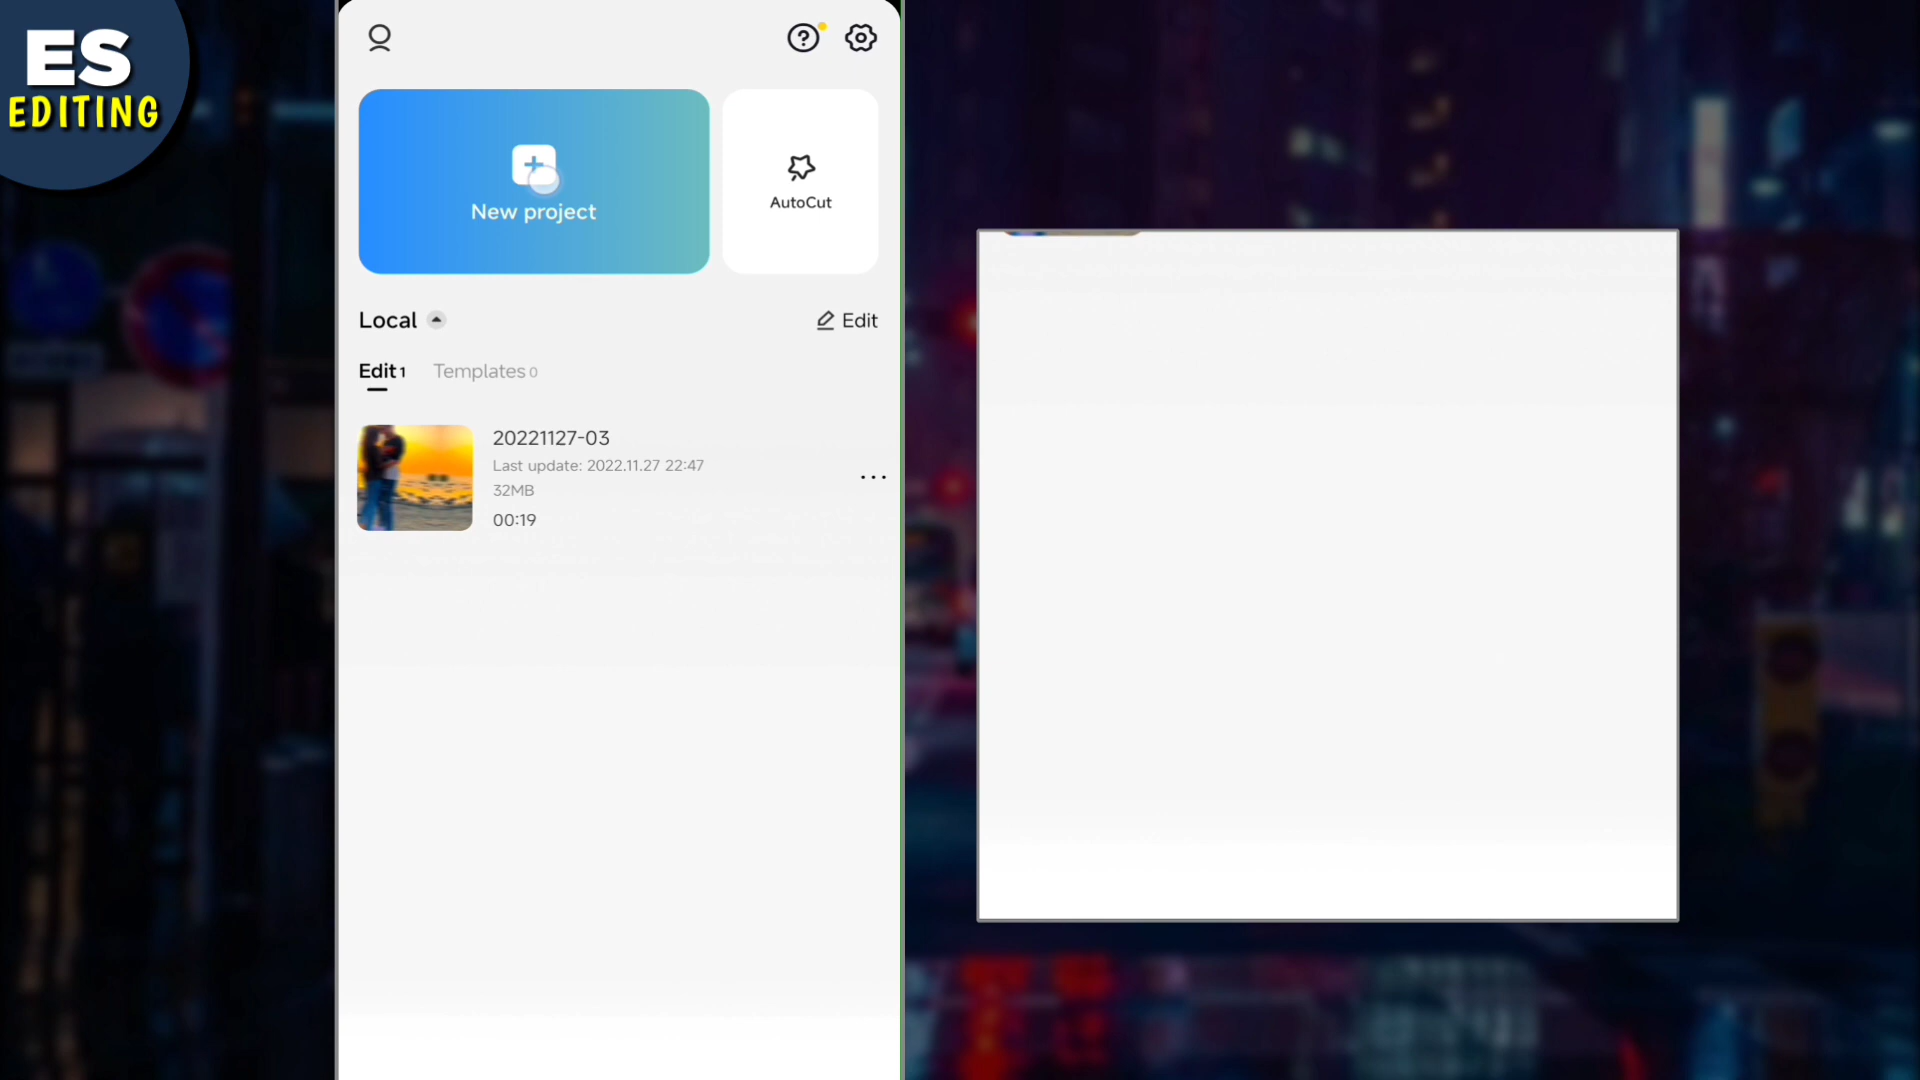 ES
EDITING
New project
AutoCut
Local
Edit
Edit 1
Templates 0
20221127-03
Last update: 2022.11.27 22:47
32MB
00:19